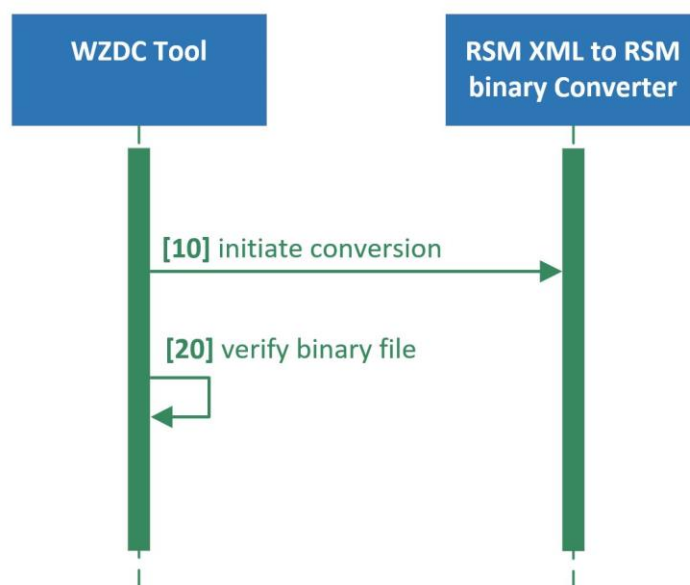 WZDC Tool
RSM XML to RSM
binary Converter
[10] initiate conversion
[20] verify binary file